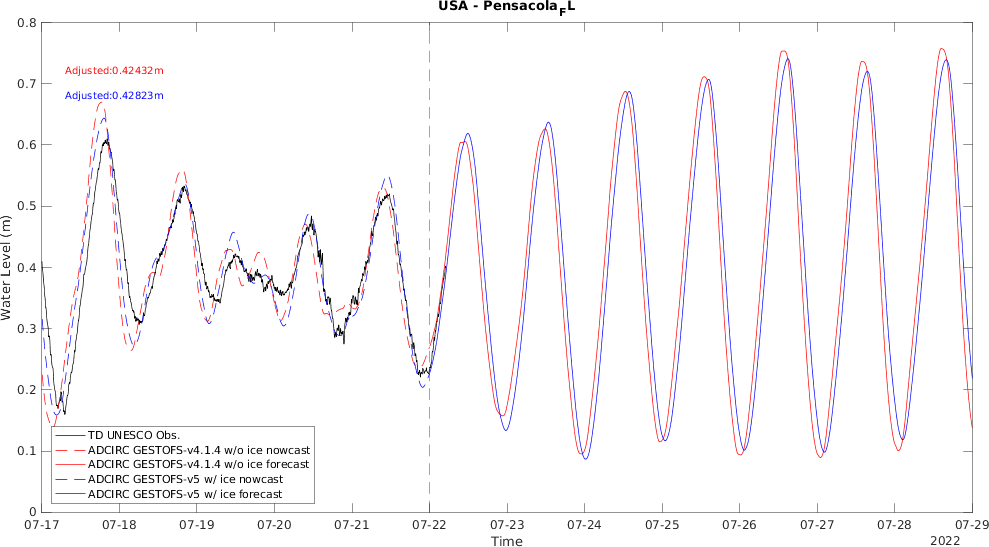 USA - Pensacola_FL
0.8
0.7
0.6
0.5
0.4
0.3
0.2
0.1
0
Water Level (m)
Adjusted:0.42432m
Adjusted:0.42823m
TD UNESCO Obs.
ADCIRC GESTOFS-v4.1.4 w/o ice nowcast
ADCIRC GESTOFS-v4.1.4 w/o ice forecast
ADCIRC GESTOFS-v5 w/ ice nowcast
ADCIRC GESTOFS-v5 w/ ice forecast
07-17 07-18 07-19 07-20 07-21 07-22 07-23 07-24 07-25 07-26 07-27 07-28 07-29
Time
2022